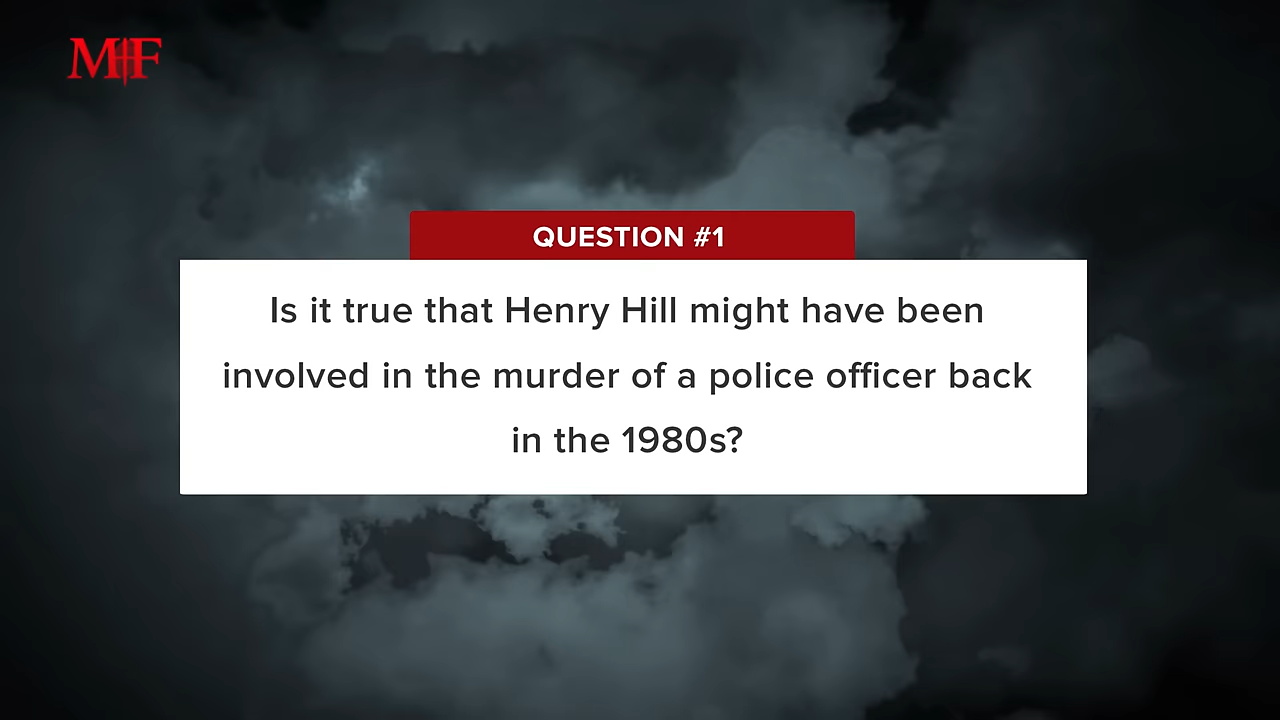 MF
QUESTION #1
Is it true that Henry Hill might have been
involved in the murder of a police officer back
in the 1980s?